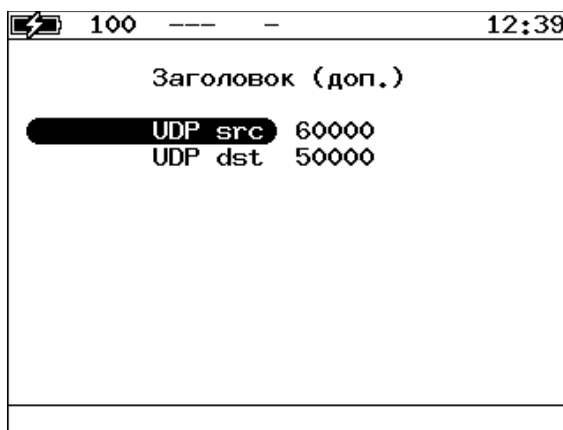 100 --- - 12:39
Заголовок (доп.)
UDP src 60000
UDP dst 50000